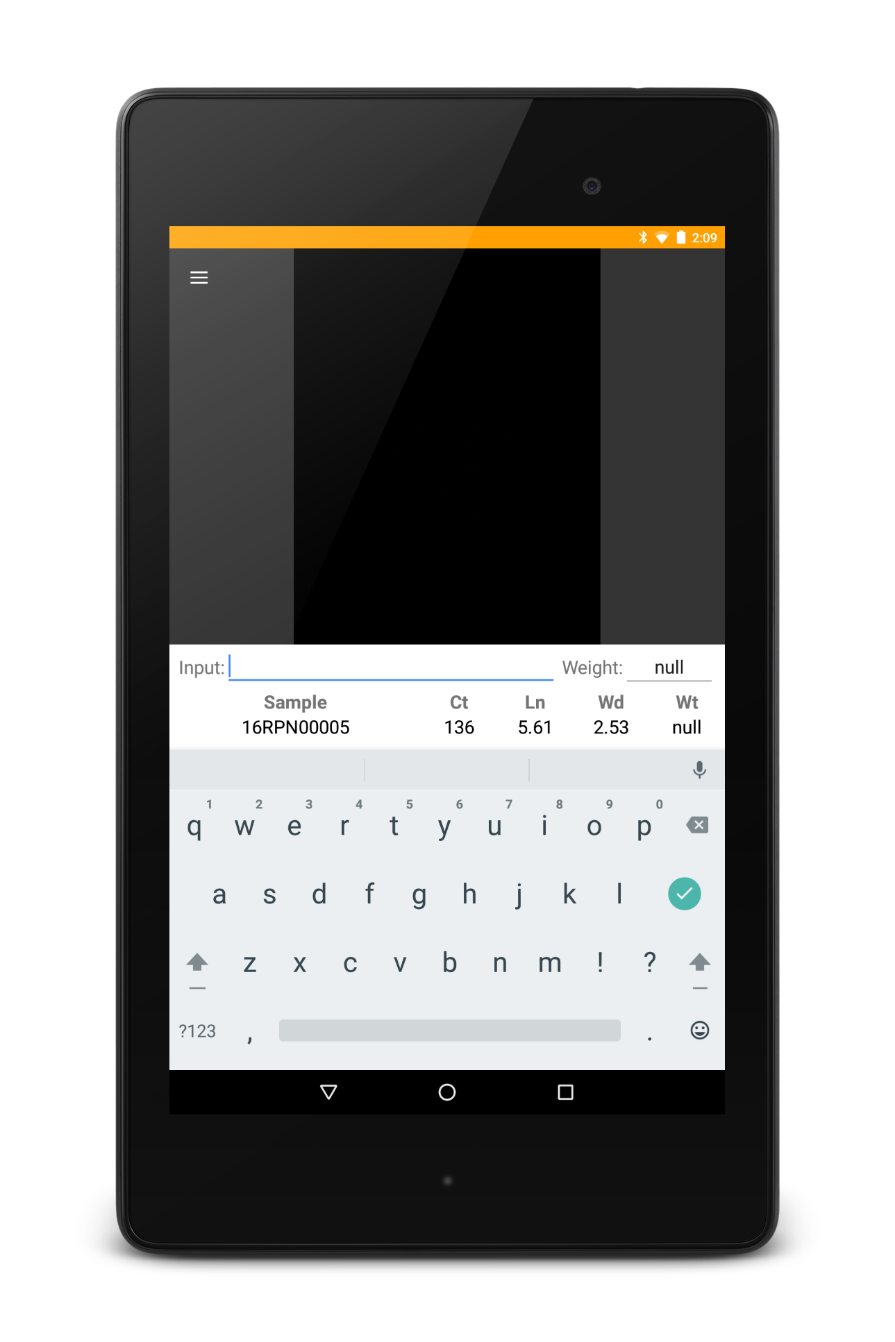 2:09
Input: Weight: null
Sample Ct Ln Wd Wt
16RPN00005 136 5.61 2.53 null
1 2 3 4 5 6 7 8 9 0
q w e r t y u i o p
a s d f g h j k l
z x c v b n m ! ?
?123 , .